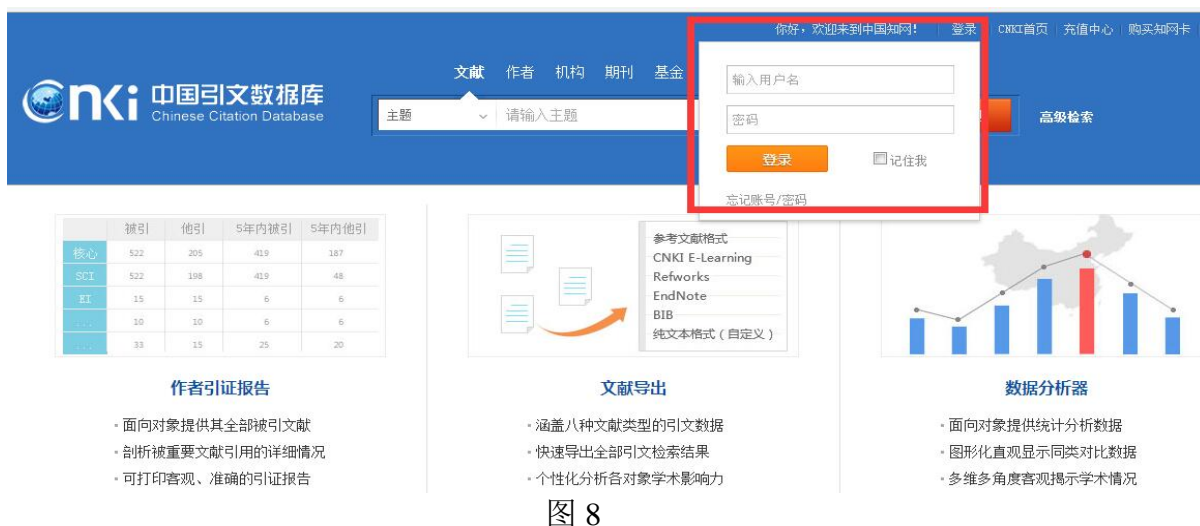 你好，欢迎来到中国知网！ 登录 CNKI首页 充值中心 购买知网卡
文献 作者 机构 期刊 基金
Cnki 中国引文数据库
Chinese Citation Database
主题 请输入主题
高级检索
输入用户名
密码
登录 记住我
忘记账号/密码
被引 他引 5年内被引 5年内他引
核心 522 205 419 187
SCI 522 198 419 48
EI 15 15 6 6
... 10 10 6 6
... 33 15 25 20
参考文献格式
CNKI E-Learning
Refworks
EndNote
BIB
纯文本格式（自定义）
作者引证报告
面向对象提供其全部被引文献
剖析被重要文献引用的详细情况
可打印客观、准确的引证报告
文献导出
涵盖八种文献类型的引文数据
快速导出全部引文检索结果
个性化分析各对象学术影响力
数据分析器
面向对象提供统计分析数据
图形化直观显示同类对比数据
多维多角度客观揭示学术情况
图 8